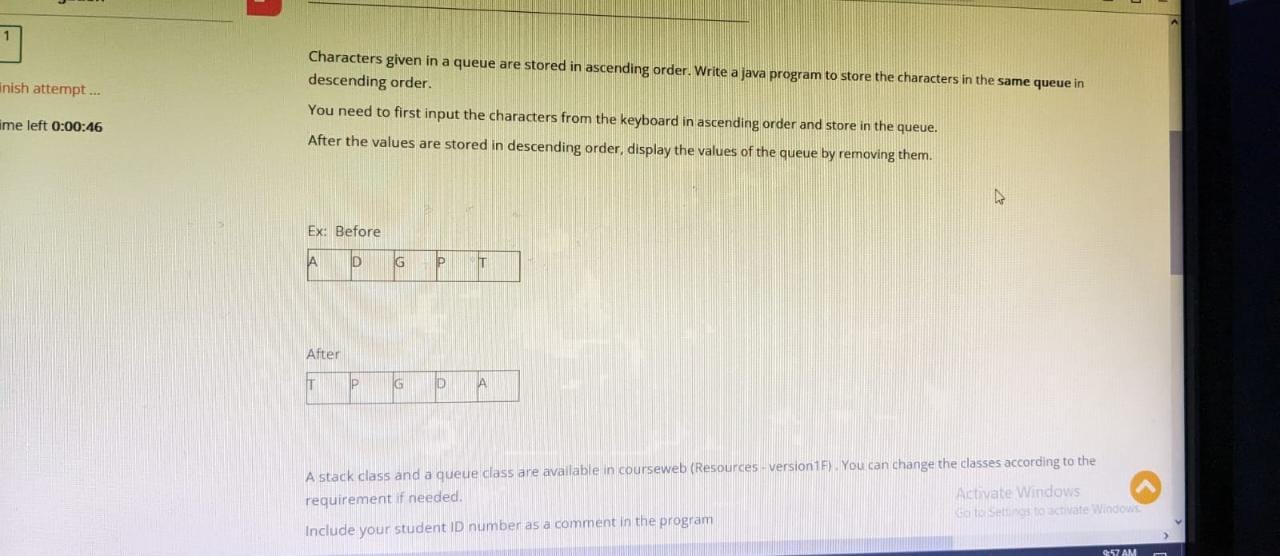 1
inish attempt ...
ime left 0:00:46
Characters given in a queue are stored in ascending order. Write a java program to store the characters in the same queue in
descending order.
You need to first input the characters from the keyboard in ascending order and store in the queue.
After the values are stored in descending order, display the values of the queue by removing them.
Ex: Before
A D G P T
After
T P G D A
A stack class and a queue class are available in courseweb (Resources - version1F) . You can change the classes according to the
requirement if needed.
Include your student ID number as a comment in the program
Activate Windows
Go to Settings to activate Windows.
9:57 AM